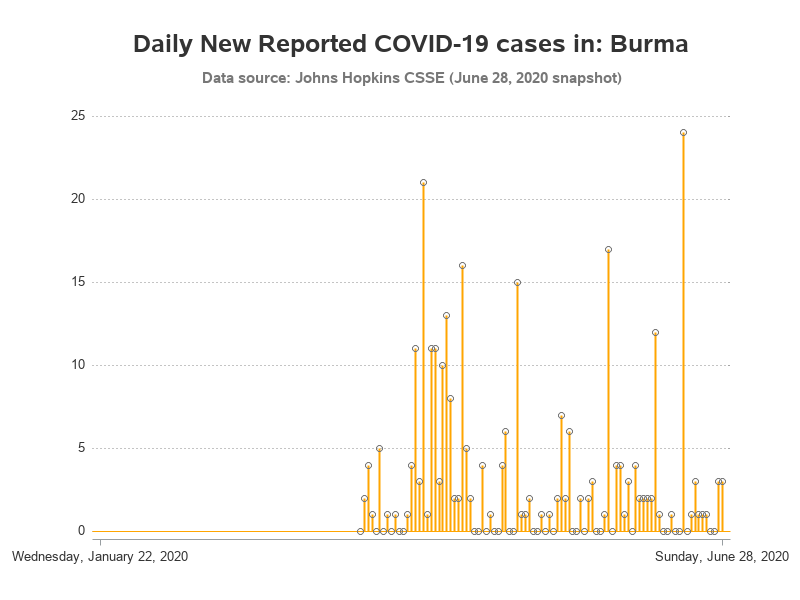 Daily New Reported COVID-19 cases in: Burma
Data source: Johns Hopkins CSSE (June 28, 2020 snapshot)
25
20
15
10
5
0
Wednesday, January 22, 2020
Sunday, June 28, 2020